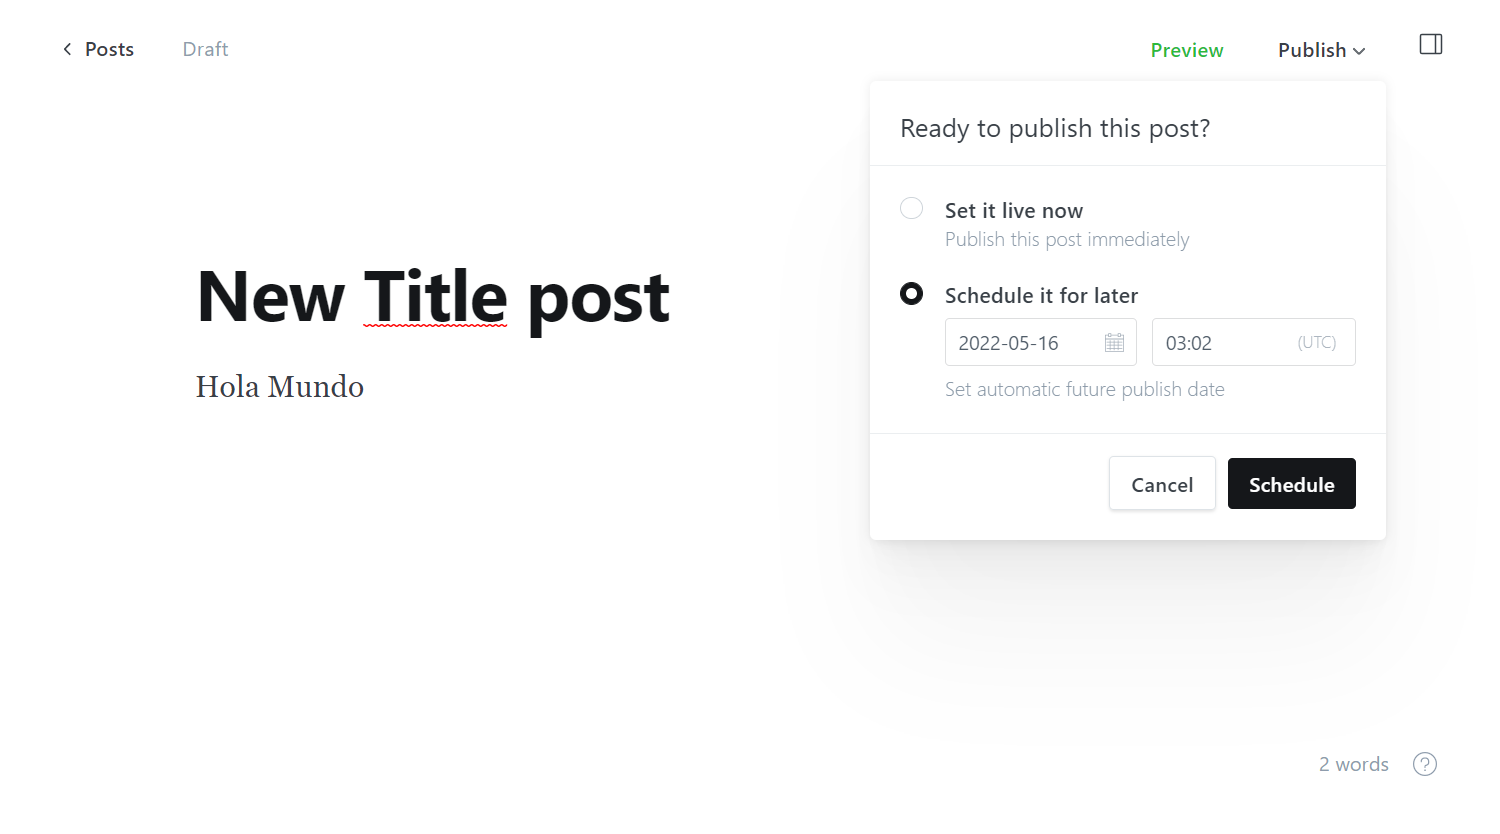 Posts
Draft
Preview
Publish
Ready to publish this post?
Set it live now
Publish this post immediately
New Title post
Schedule it for later
2022-05-16
03:02 (UTC)
Hola Mundo
Set automatic future publish date
Cancel
Schedule
2 words
?